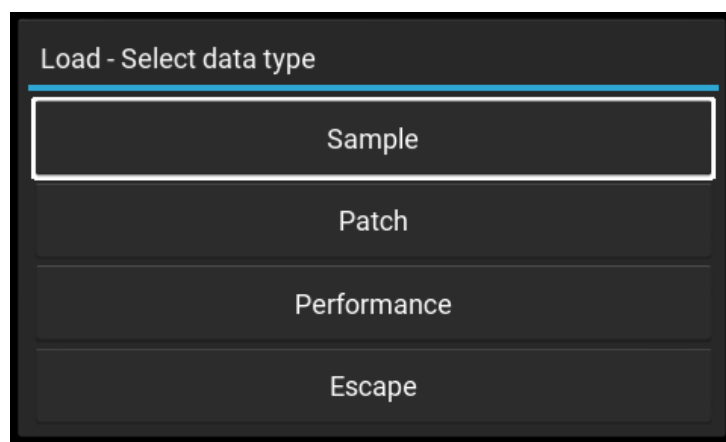 Load - Select data type
Sample
Patch
Performance
Escape